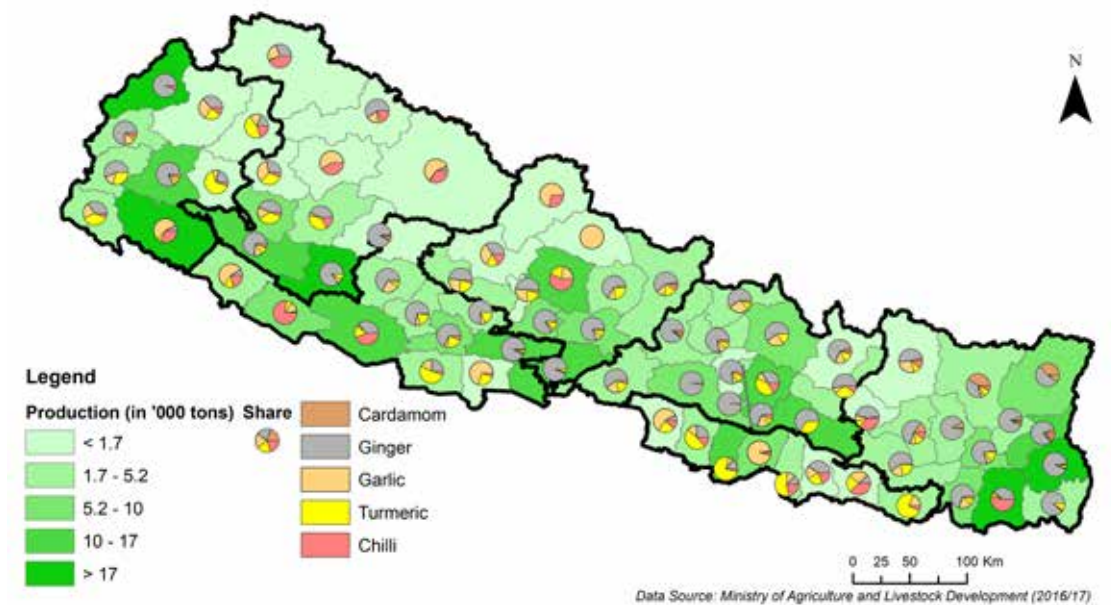 N
Legend
Production (in '000 tons) Share
< 1.7
1.7 - 5.2
5.2 - 10
10 - 17
> 17
Cardamom
Ginger
Garlic
Turmeric
Chilli
0 25 50 100 Km
Data Source: Ministry of Agriculture and Livestock Development (2016/17)